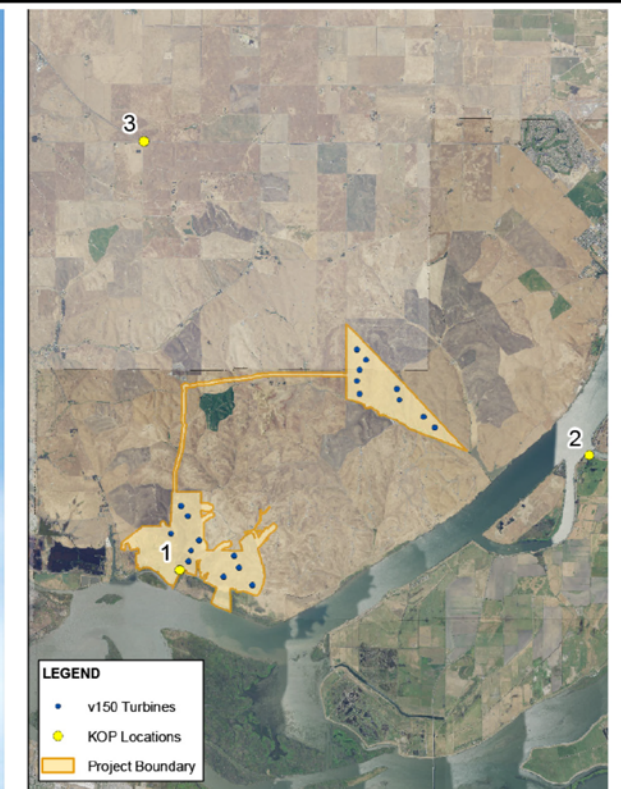 3
2
1
LEGEND
v150 Turbines
KOP Locations
Project Boundary